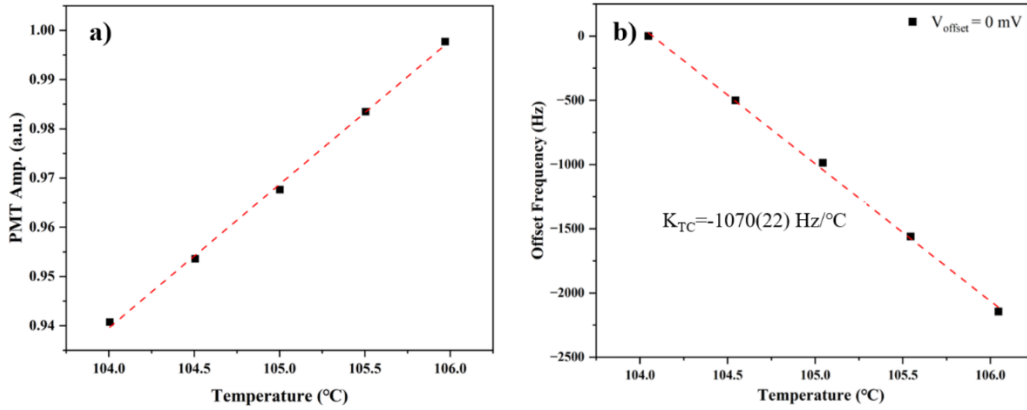 a)
PMT Amp. (a.u.)
1.00
0.99
0.98
0.97
0.96
0.95
0.94
104.0 104.5 105.0 105.5 106.0
Temperature (°C)
b)
V_offset = 0 mV
Offset Frequency (Hz)
0
−500
−1000
−1500
−2000
−2500
K_TC=-1070(22) Hz/°C
104.0 104.5 105.0 105.5 106.0
Temperature (°C)